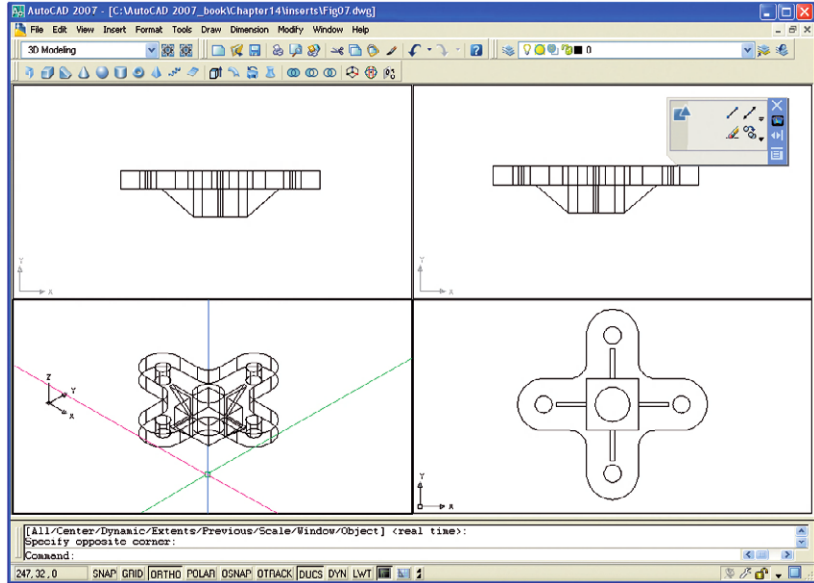 AutoCAD 2007 - [C:\AutoCAD 2007_book\Chapter14\inserts\Fig07.dwg]
File Edit View Insert Format Tools Draw Dimension Modify Window Help
3D Modeling
0
Y
X
Y
X
Z
Y
X
Y
X
[All/Center/Dynamic/Extents/Previous/Scale/Window/Object] <real time>:
Specify opposite corner:
Command:
247, 32 , 0 SNAP GRID ORTHO POLAR OSNAP OTRACK DUCS DYN LWT